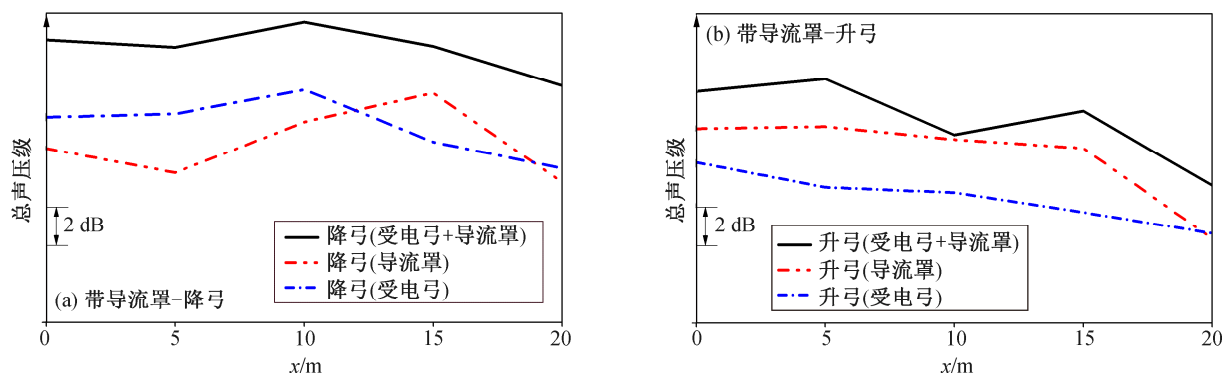 总声压级
2 dB
降弓(受电弓+导流罩)
降弓(导流罩)
降弓(受电弓)
(a) 带导流罩-降弓
0 5 10 15 20
x/m
(b) 带导流罩-升弓
总声压级
2 dB
升弓(受电弓+导流罩)
升弓(导流罩)
升弓(受电弓)
0 5 10 15 20
x/m